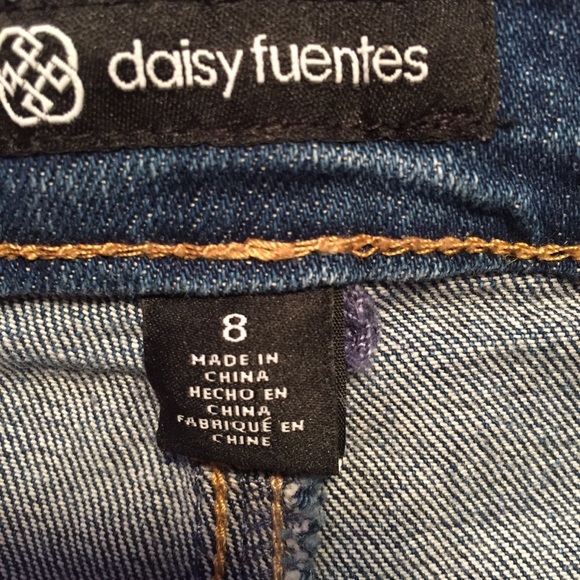 daisy fuentes
8
MADE IN
CHINA
HECHO EN
CHINA
FABRIQUÉ EN
CHINE